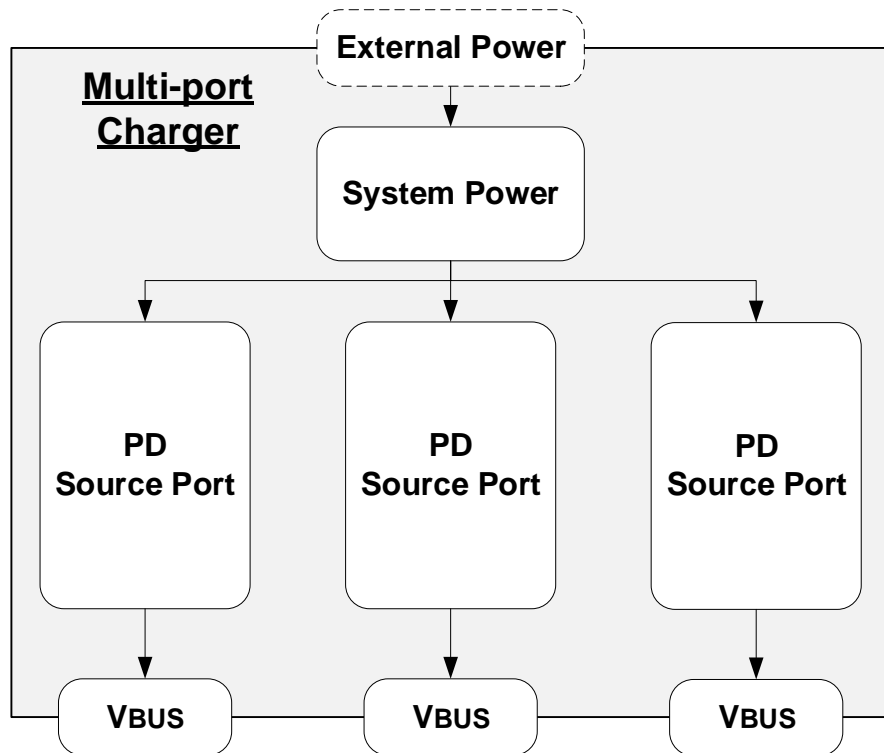 External Power
Multi-port
Charger
System Power
PD
Source Port
PD
Source Port
PD
Source Port
VBUS
VBUS
VBUS